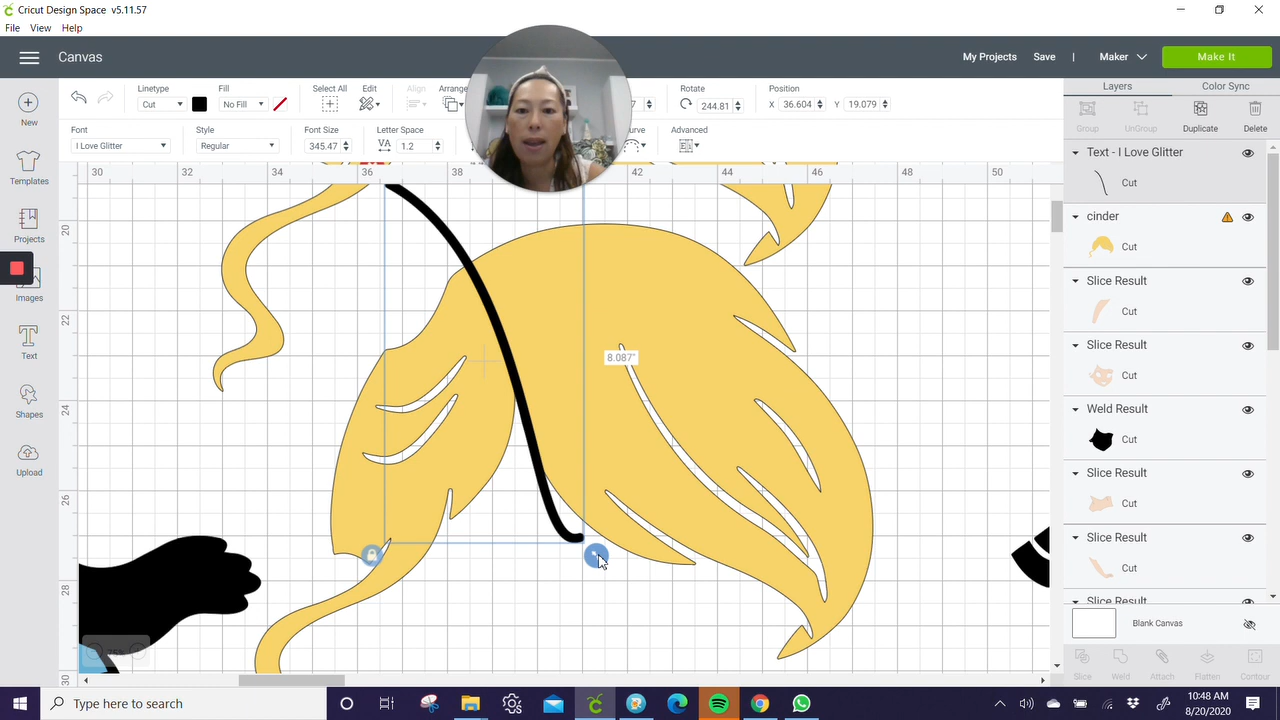 Cricut Design Space v5.11.57
File View Help
Canvas
My Projects Save | Maker Make It
Linetype Fill Select All Edit Align Arrange Rotate Position
Cut No Fill 7 244.81 X 36.604 Y 19.079
Font Style Font Size Letter Space Advanced
I Love Glitter Regular 345.47 VA 1.2
New
Templates
Projects
Images
Text
Shapes
Upload
30 32 34 36 38 42 44 46 48 50
20
22
24
26
28
30
8.087"
Layers Color Sync
Group UnGroup Duplicate Delete
Text - I Love Glitter
Cut
cinder
Cut
Slice Result
Cut
Slice Result
Cut
Weld Result
Cut
Slice Result
Cut
Slice Result
Cut
Slice Result
Blank Canvas
Slice Weld Attach Flatten Contour
Type here to search
10:48 AM
8/20/2020